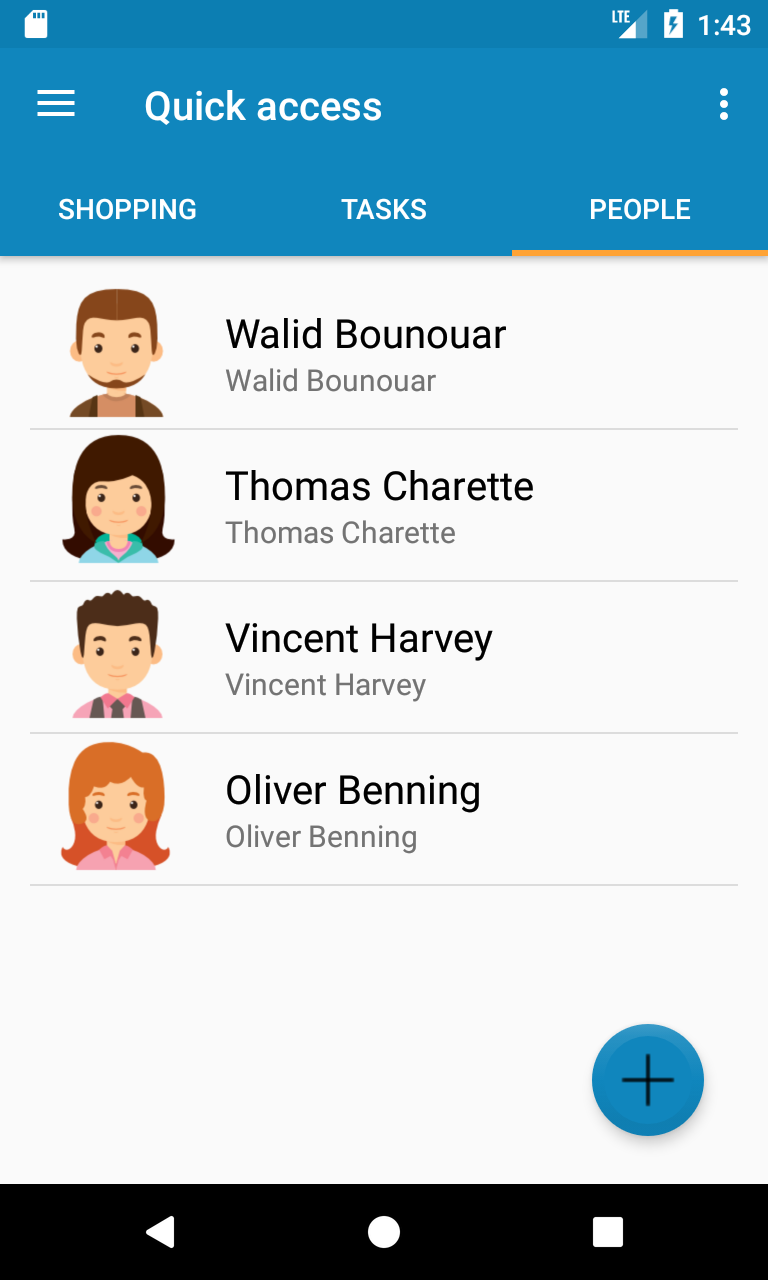 LTE 1:43
Quick access
SHOPPING TASKS PEOPLE
Walid Bounouar
Walid Bounouar
Thomas Charette
Thomas Charette
Vincent Harvey
Vincent Harvey
Oliver Benning
Oliver Benning